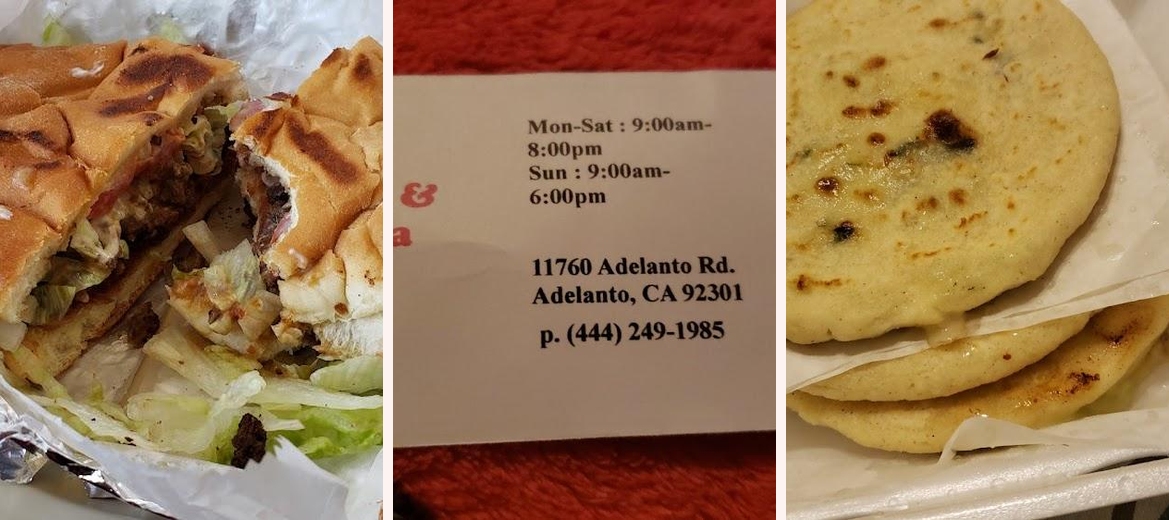 Mon-Sat : 9:00am-
8:00pm
Sun : 9:00am-
6:00pm
&
a
11760 Adelanto Rd.
Adelanto, CA 92301
p. (444) 249-1985